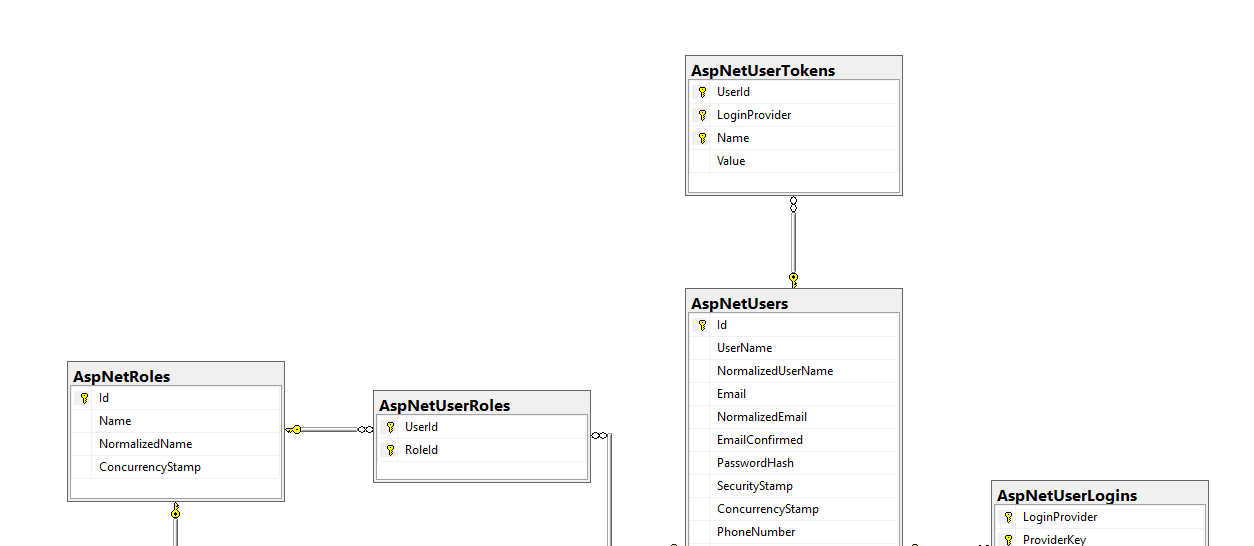 AspNetUserTokens
UserId
LoginProvider
Name
Value
AspNetUsers
Id
UserName
NormalizedUserName
Email
NormalizedEmail
EmailConfirmed
PasswordHash
SecurityStamp
ConcurrencyStamp
PhoneNumber
AspNetRoles
Id
Name
NormalizedName
ConcurrencyStamp
AspNetUserRoles
UserId
RoleId
AspNetUserLogins
LoginProvider
ProviderKey